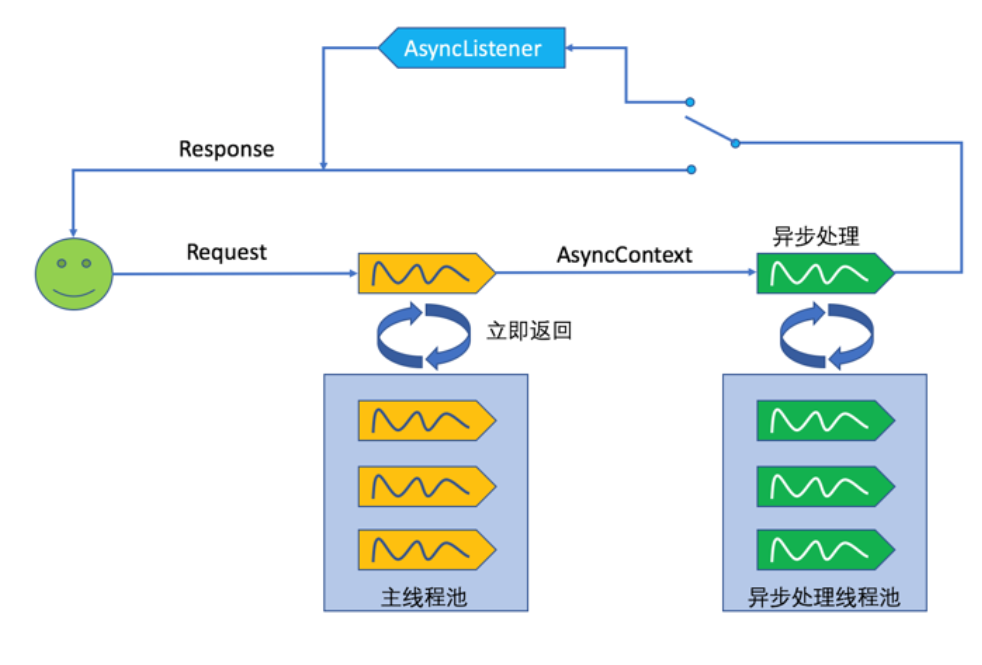 AsyncListener
Response
Request
AsyncContext
异步处理
立即返回
主线程池
异步处理线程池